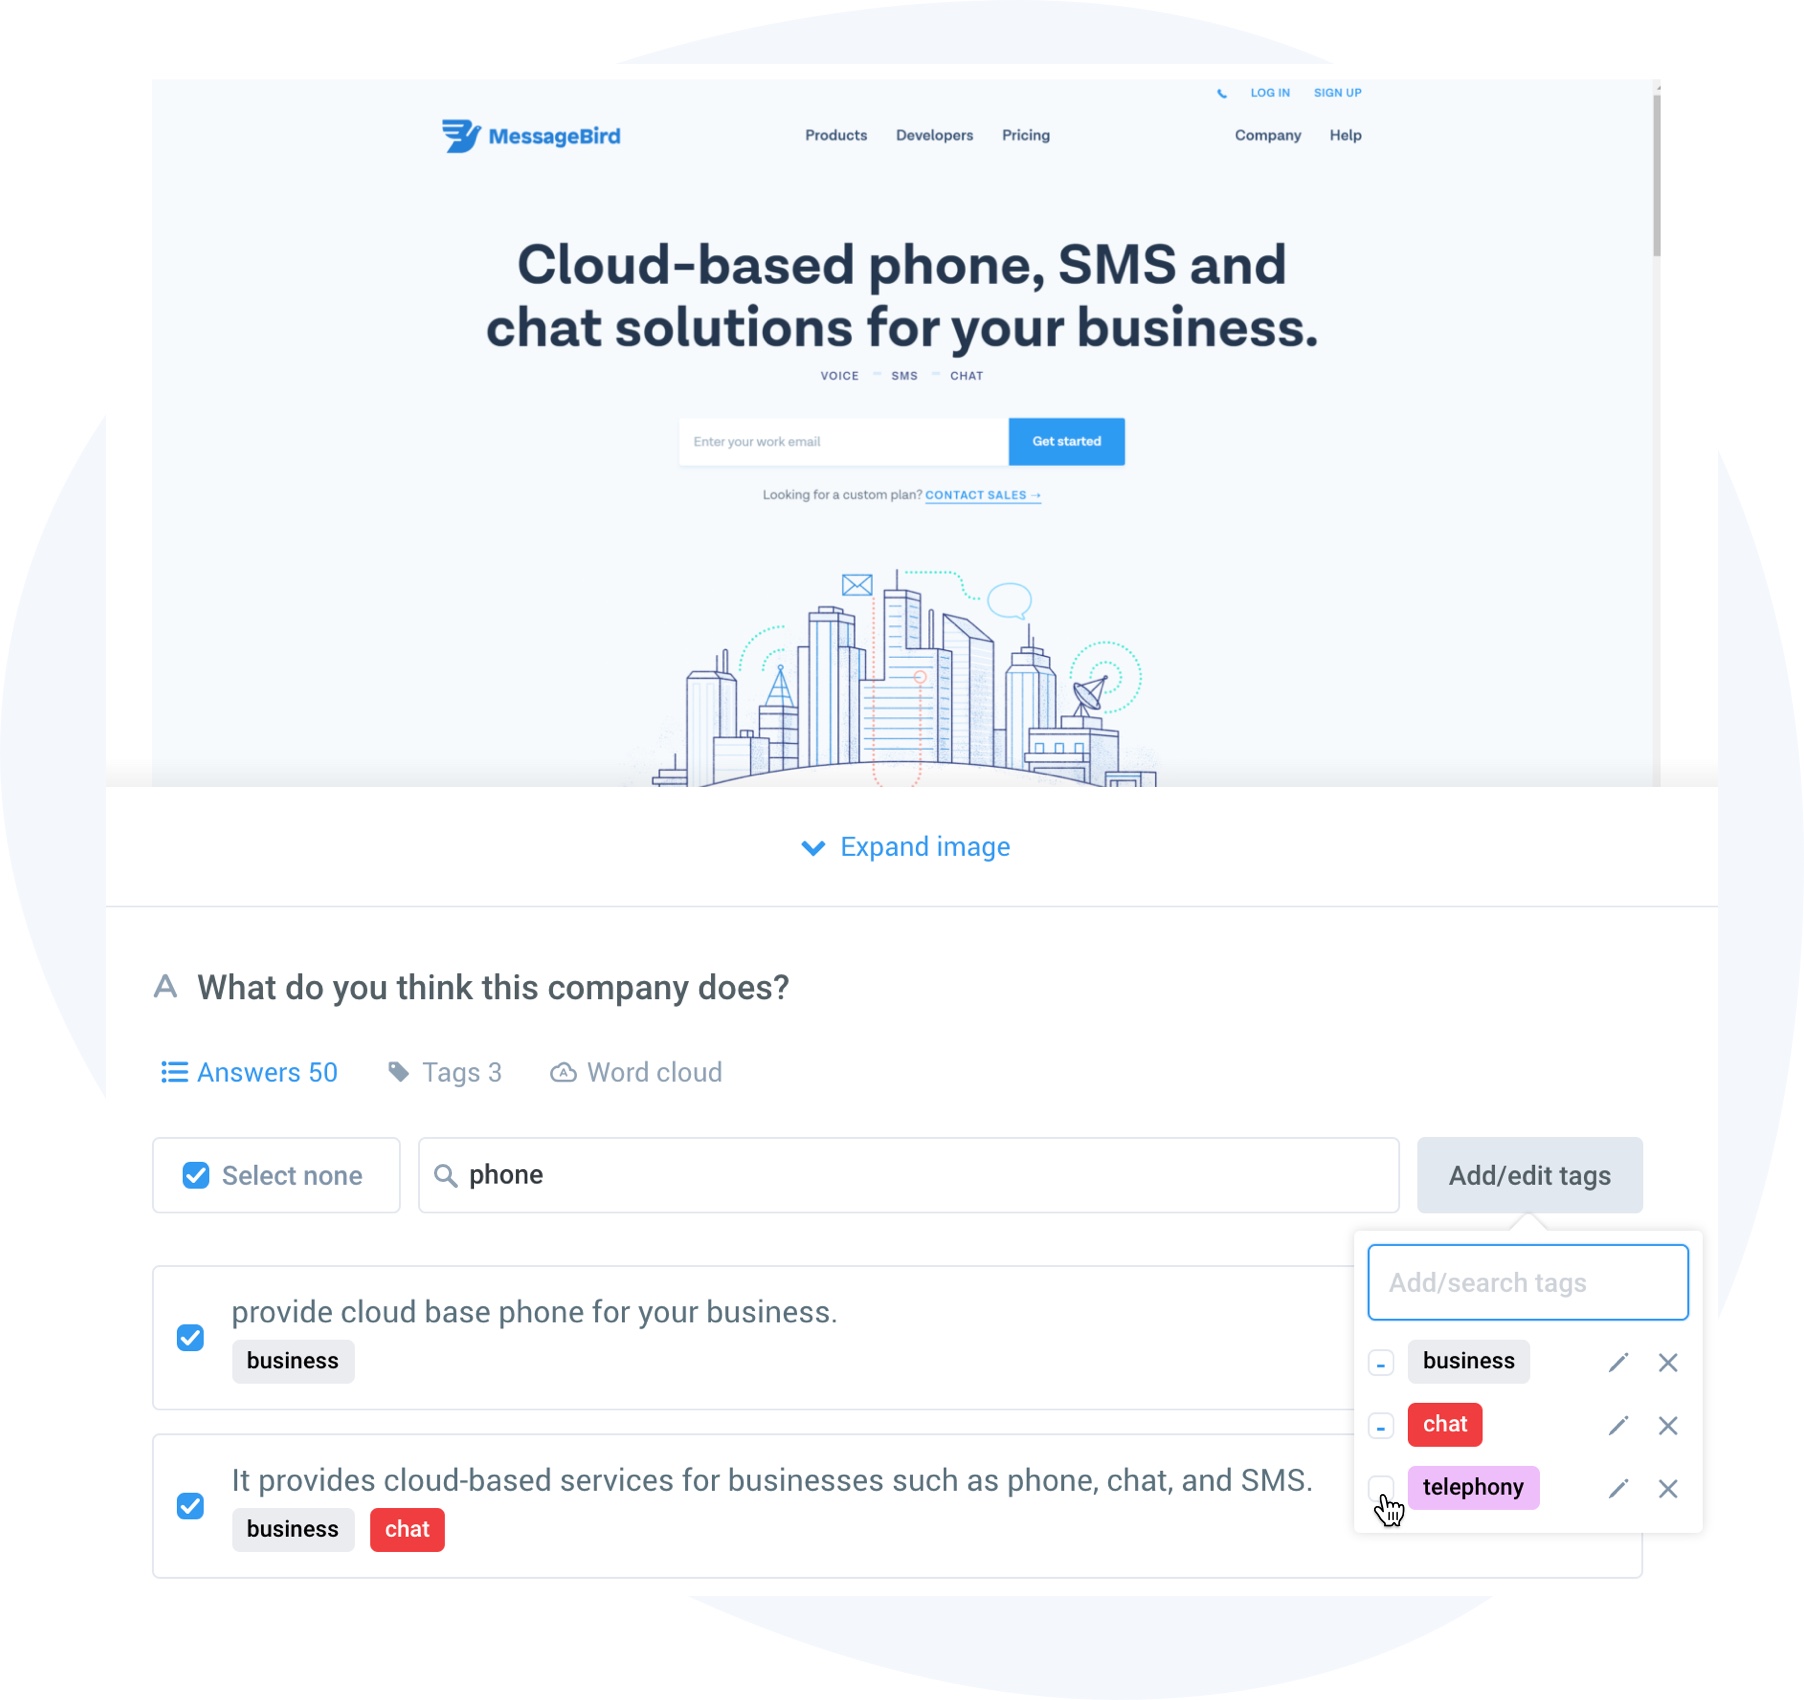 LOG IN SIGN UP
MessageBird Products Developers Pricing Company Help
Cloud-based phone, SMS and
chat solutions for your business.
VOICE SMS CHAT
Enter your work email Get started
Looking for a custom plan? CONTACT SALES →
Expand image
A What do you think this company does?
Answers 50 Tags 3 Word cloud
Select none phone Add/edit tags
Add/search tags
provide cloud base phone for your business.
business
business
chat
telephony
It provides cloud-based services for businesses such as phone, chat, and SMS.
business chat